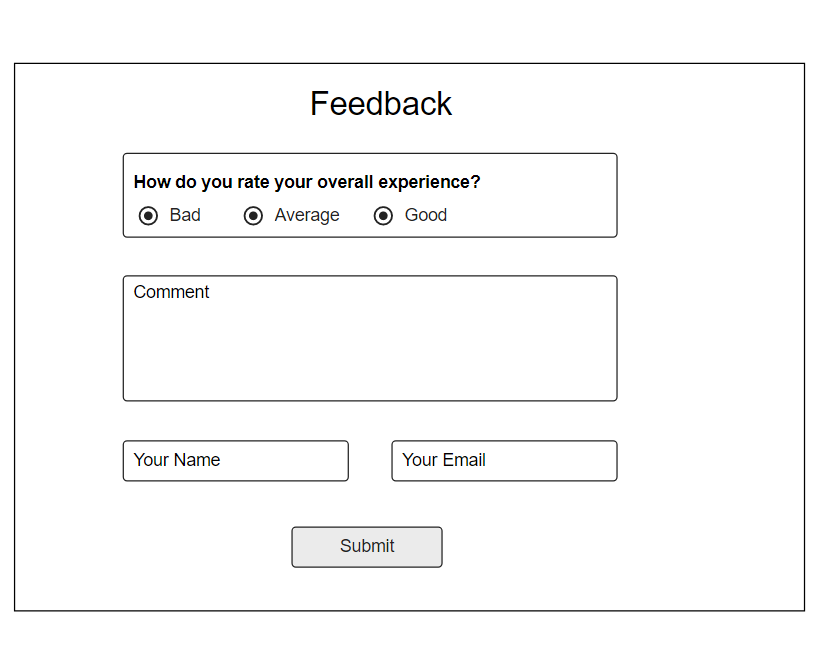 Feedback
How do you rate your overall experience?
Bad Average Good
Comment
Your Name Your Email
Submit